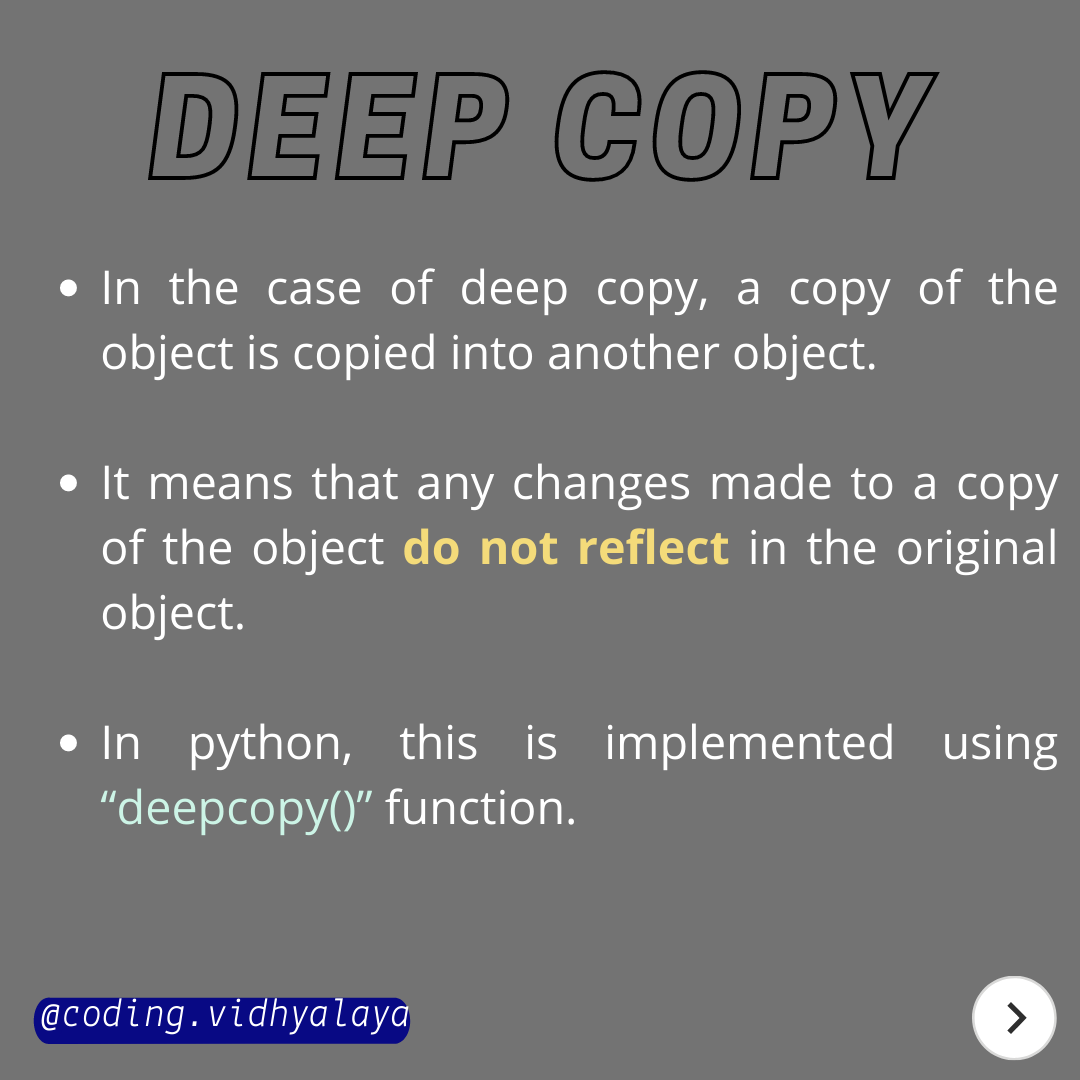 DEEP COPY
• In the case of deep copy, a copy of the
object is copied into another object.
• It means that any changes made to a copy
of the object do not reflect in the original
object.
• In python, this is implemented using
“deepcopy()” function.
@coding.vidhyalaya